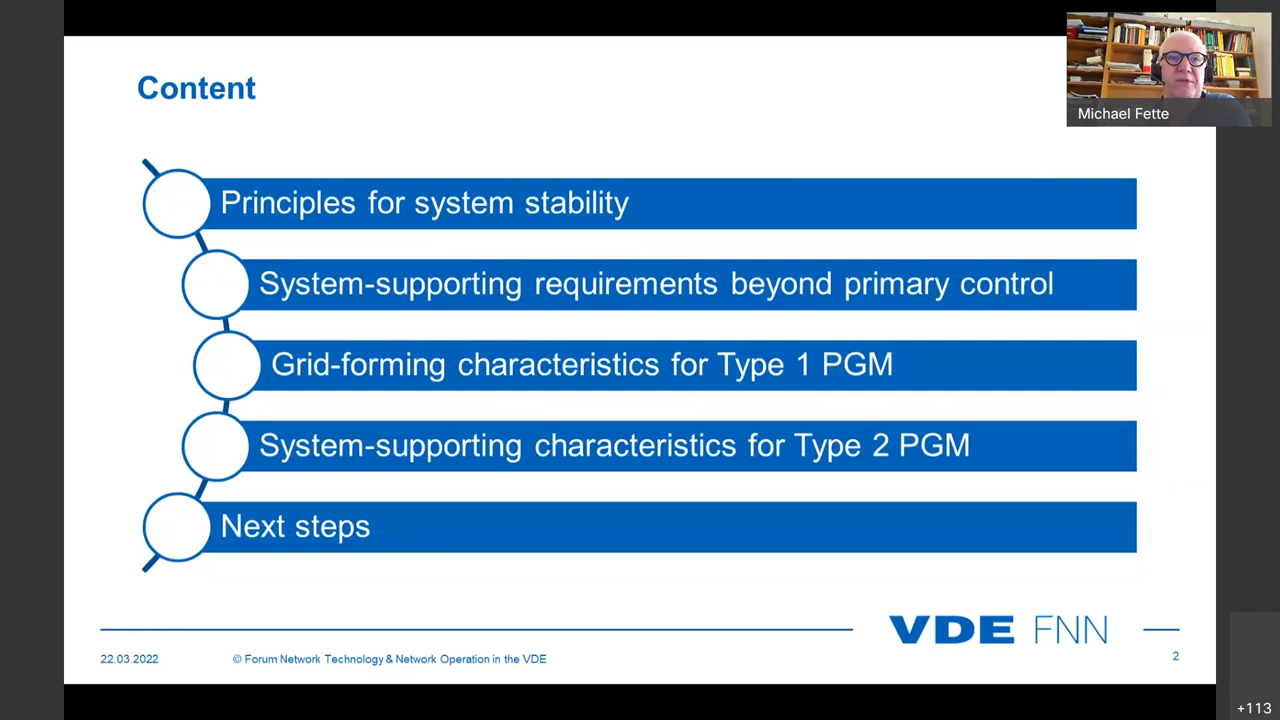 Content
Michael Fette
Principles for system stability
System-supporting requirements beyond primary control
Grid-forming characteristics for Type 1 PGM
System-supporting characteristics for Type 2 PGM
Next steps
VDE FNN
22.03.2022
© Forum Network Technology & Network Operation in the VDE
2
+113